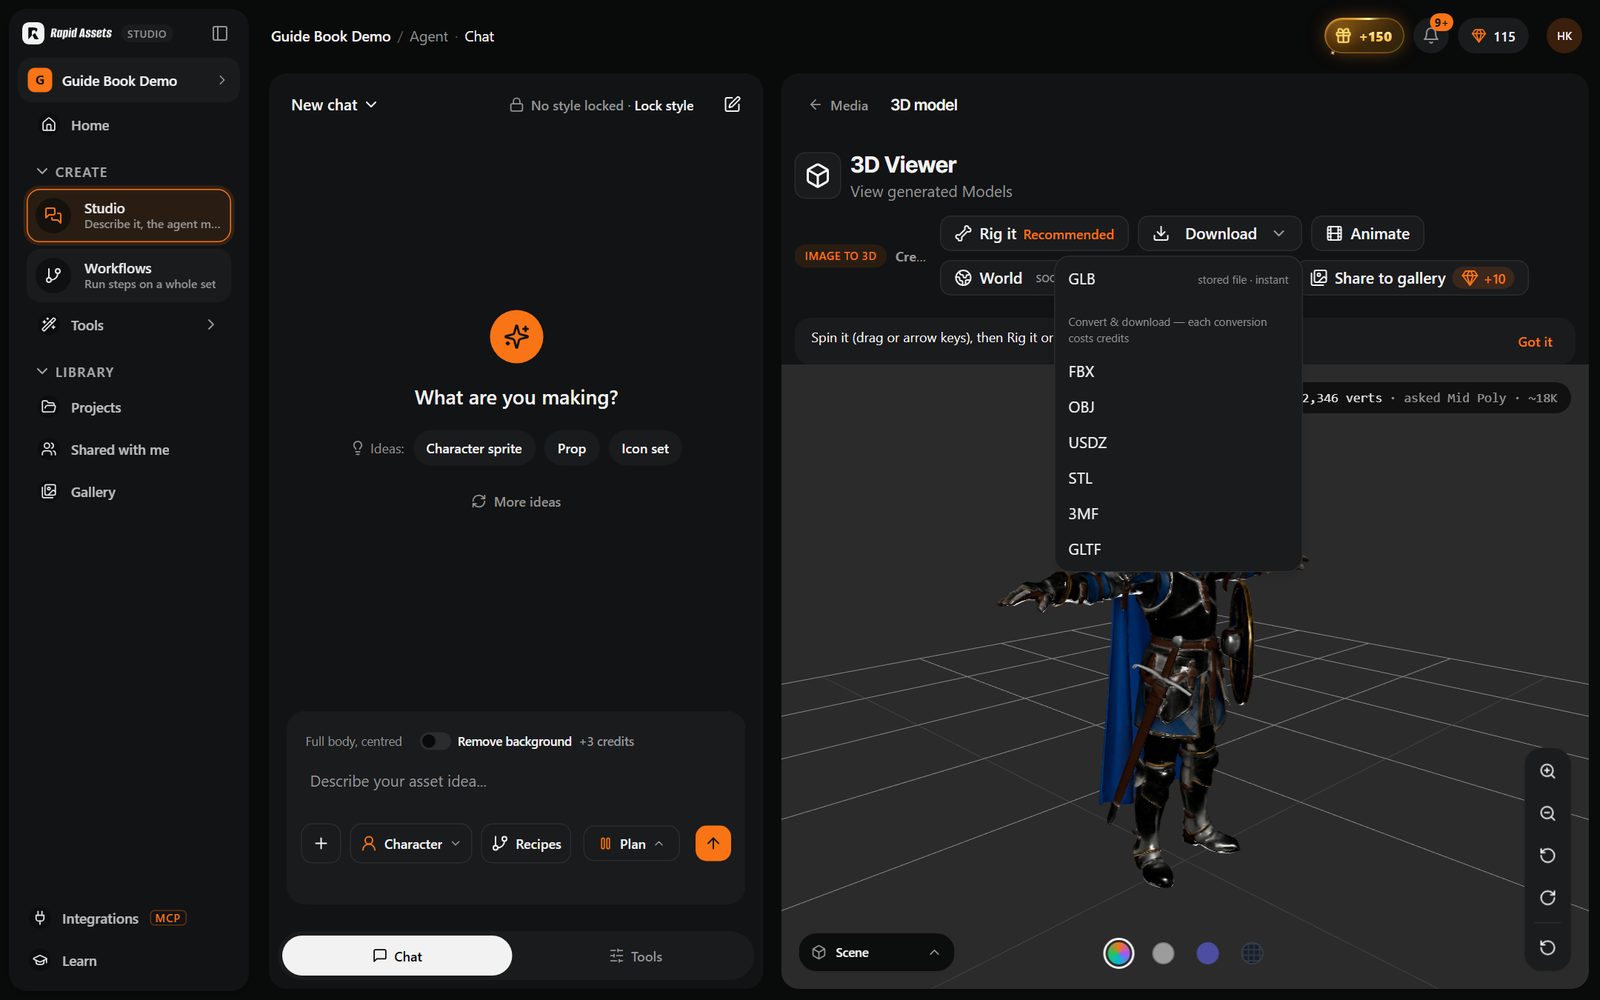 Rapid Assets STUDIO
G Guide Book Demo
Home
CREATE
Studio
Describe it, the agent m...
Workflows
Run steps on a whole set
Tools
LIBRARY
Projects
Shared with me
Gallery
Integrations MCP
Learn
Guide Book Demo / Agent · Chat
+150
9+
115
HK
New chat
No style locked · Lock style
What are you making?
Ideas: Character sprite Prop Icon set
More ideas
Full body, centred Remove background +3 credits
Describe your asset idea...
Character Recipes Plan
Chat Tools
Media 3D model
3D Viewer
View generated Models
IMAGE TO 3D Cre...
Rig it Recommended Download Animate
World Share to gallery +10
GLB stored file · instant
Convert & download — each conversion
costs credits
FBX
OBJ
USDZ
STL
3MF
GLTF
Spin it (drag or arrow keys), then Rig it or
Got it
2,346 verts · asked Mid Poly · ~18K
Scene